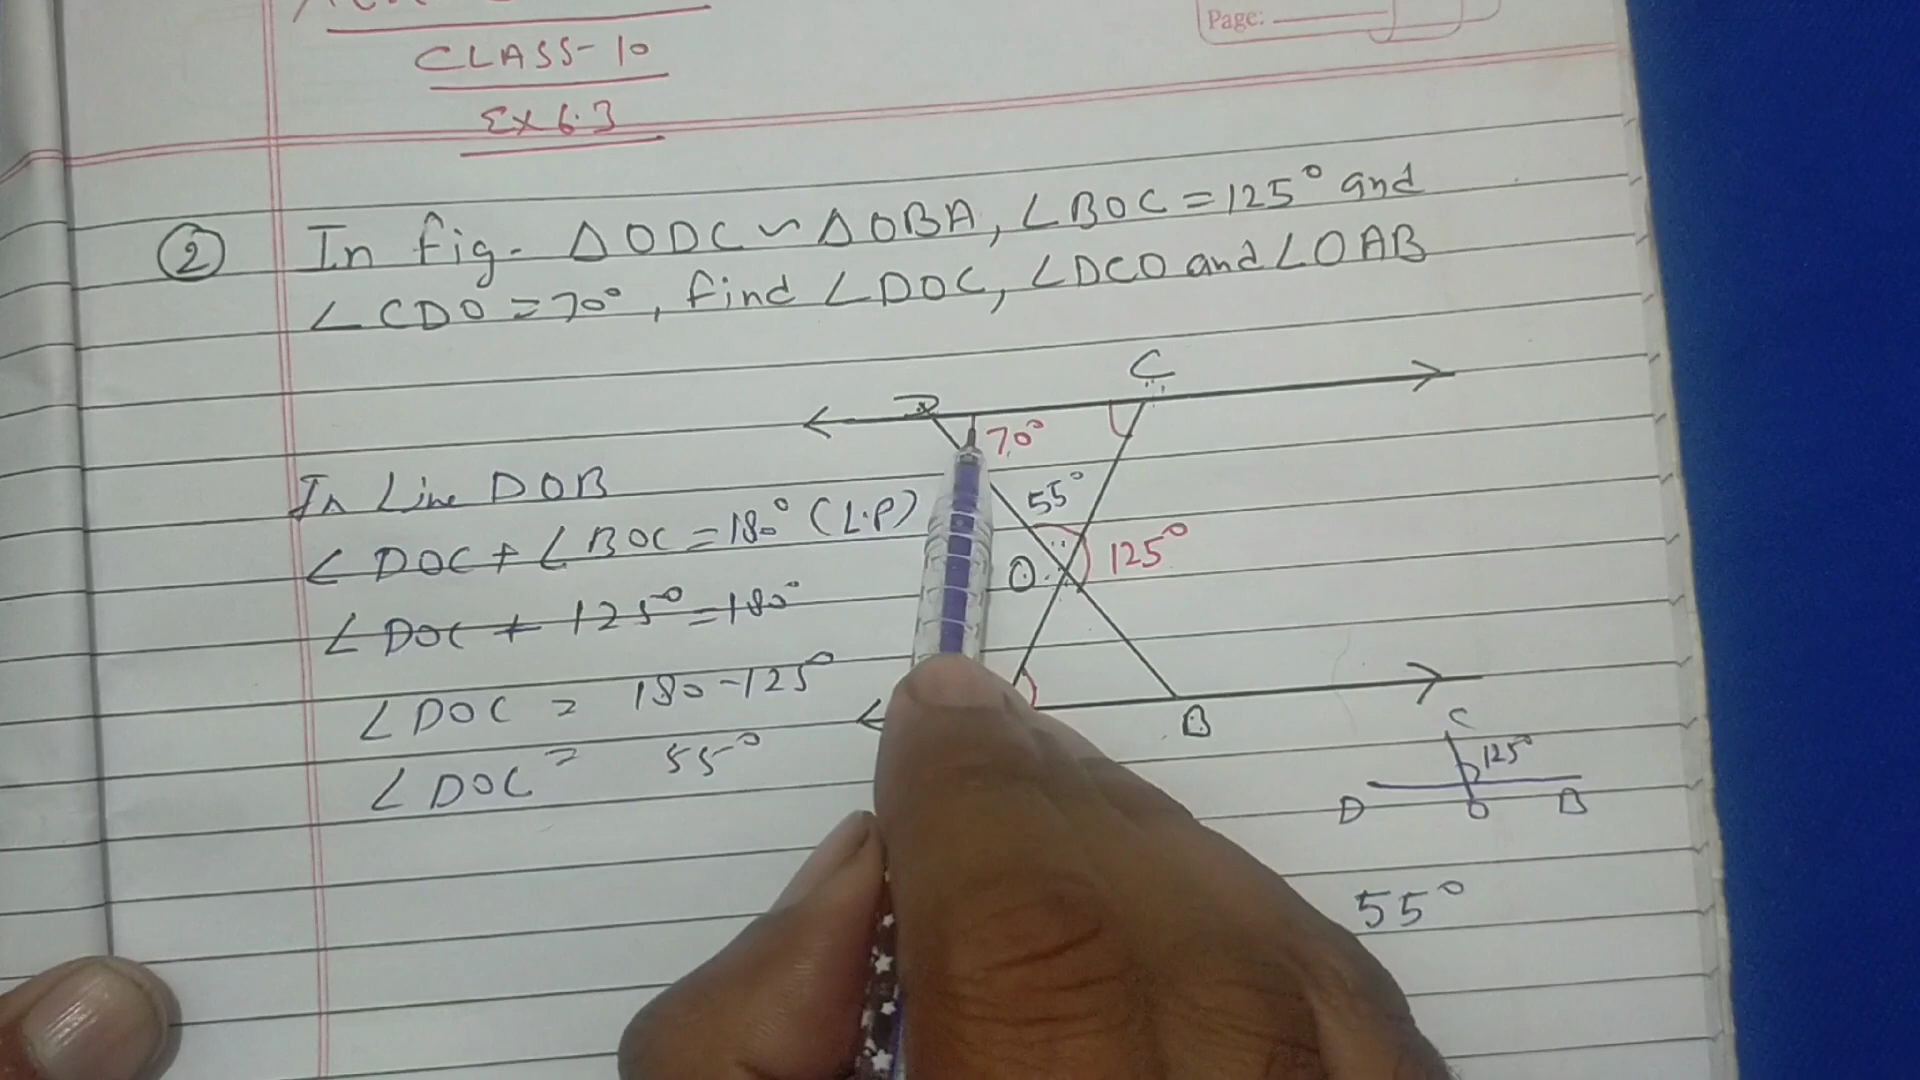 Page:
CLASS-10
Ex 6.3
② In fig. △ODC ~ △OBA, ∠BOC = 125° and
∠CDO = 70°, find ∠DOC, ∠DCO and ∠OAB
D
C
70°
55°
O
125°
B
In Line DOB
∠DOC + ∠BOC = 180° (L.P)
∠DOC + 125° = 180°
∠DOC = 180 - 125°
∠DOC = 55°
C
125°
D O B
55°